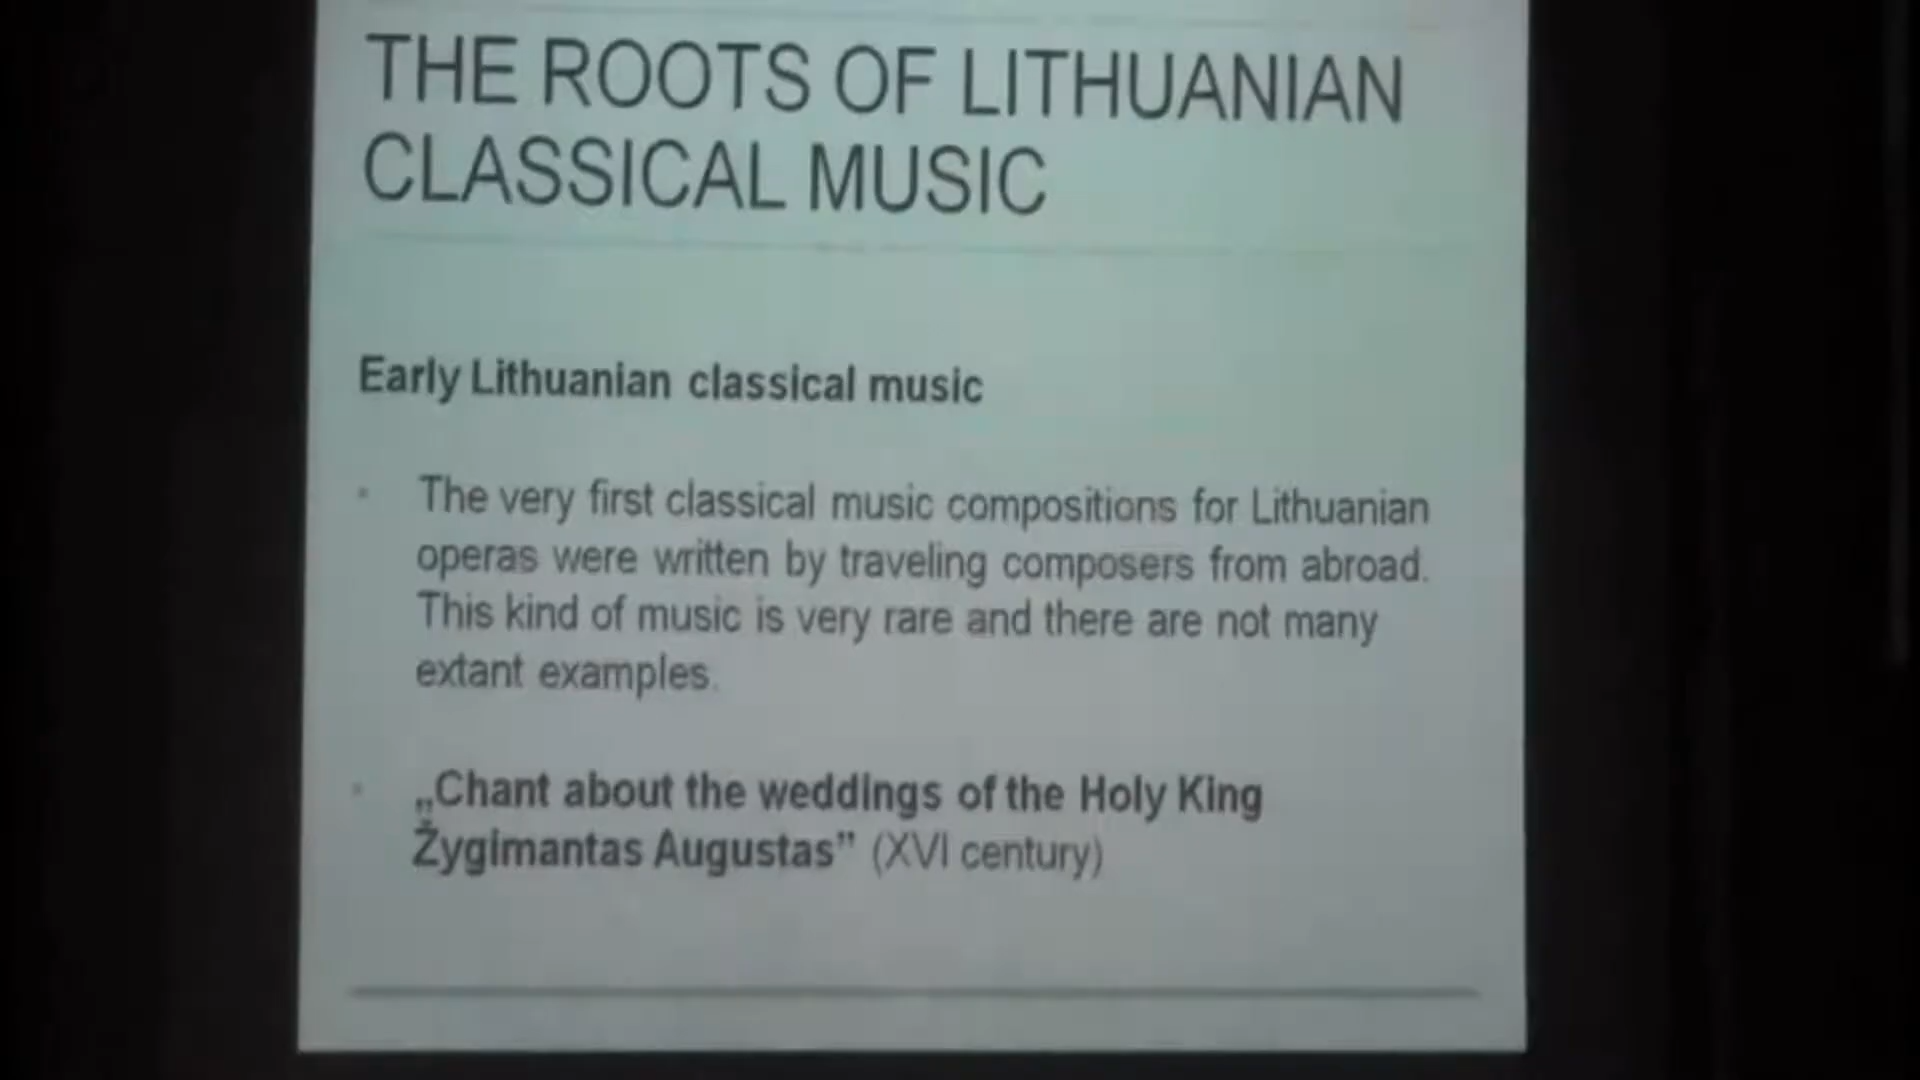 THE ROOTS OF LITHUANIAN
CLASSICAL MUSIC
Early Lithuanian classical music
The very first classical music compositions for Lithuanian
operas were written by traveling composers from abroad.
This kind of music is very rare and there are not many
extant examples.
„Chant about the weddings of the Holy King
Žygimantas Augustas” (XVI century)